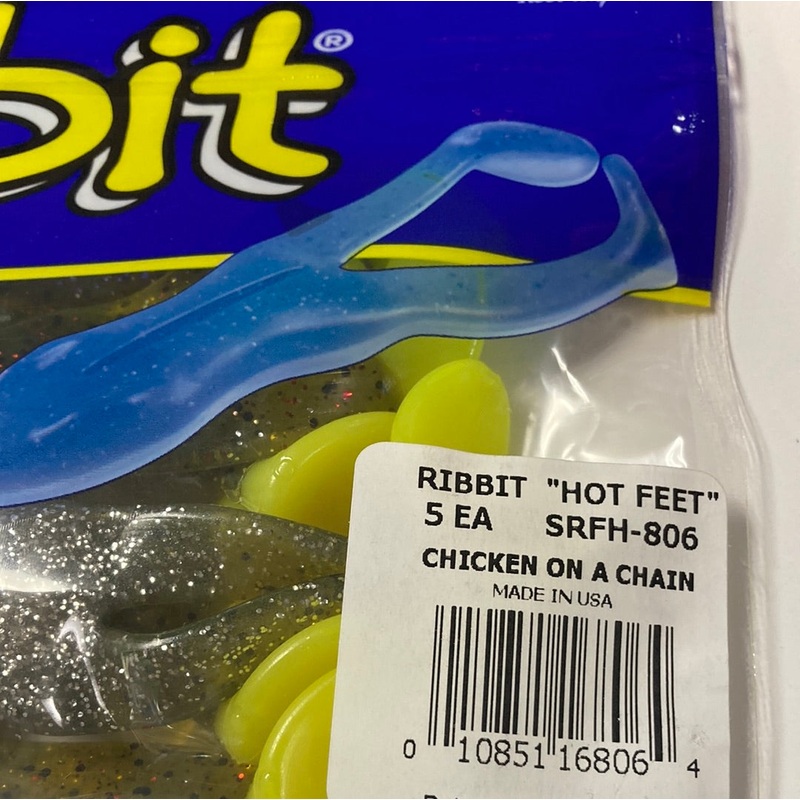 bit®
RIBBIT "HOT FEET"
5 EA SRFH-806
CHICKEN ON A CHAIN
MADE IN USA
0 10851 16806 4